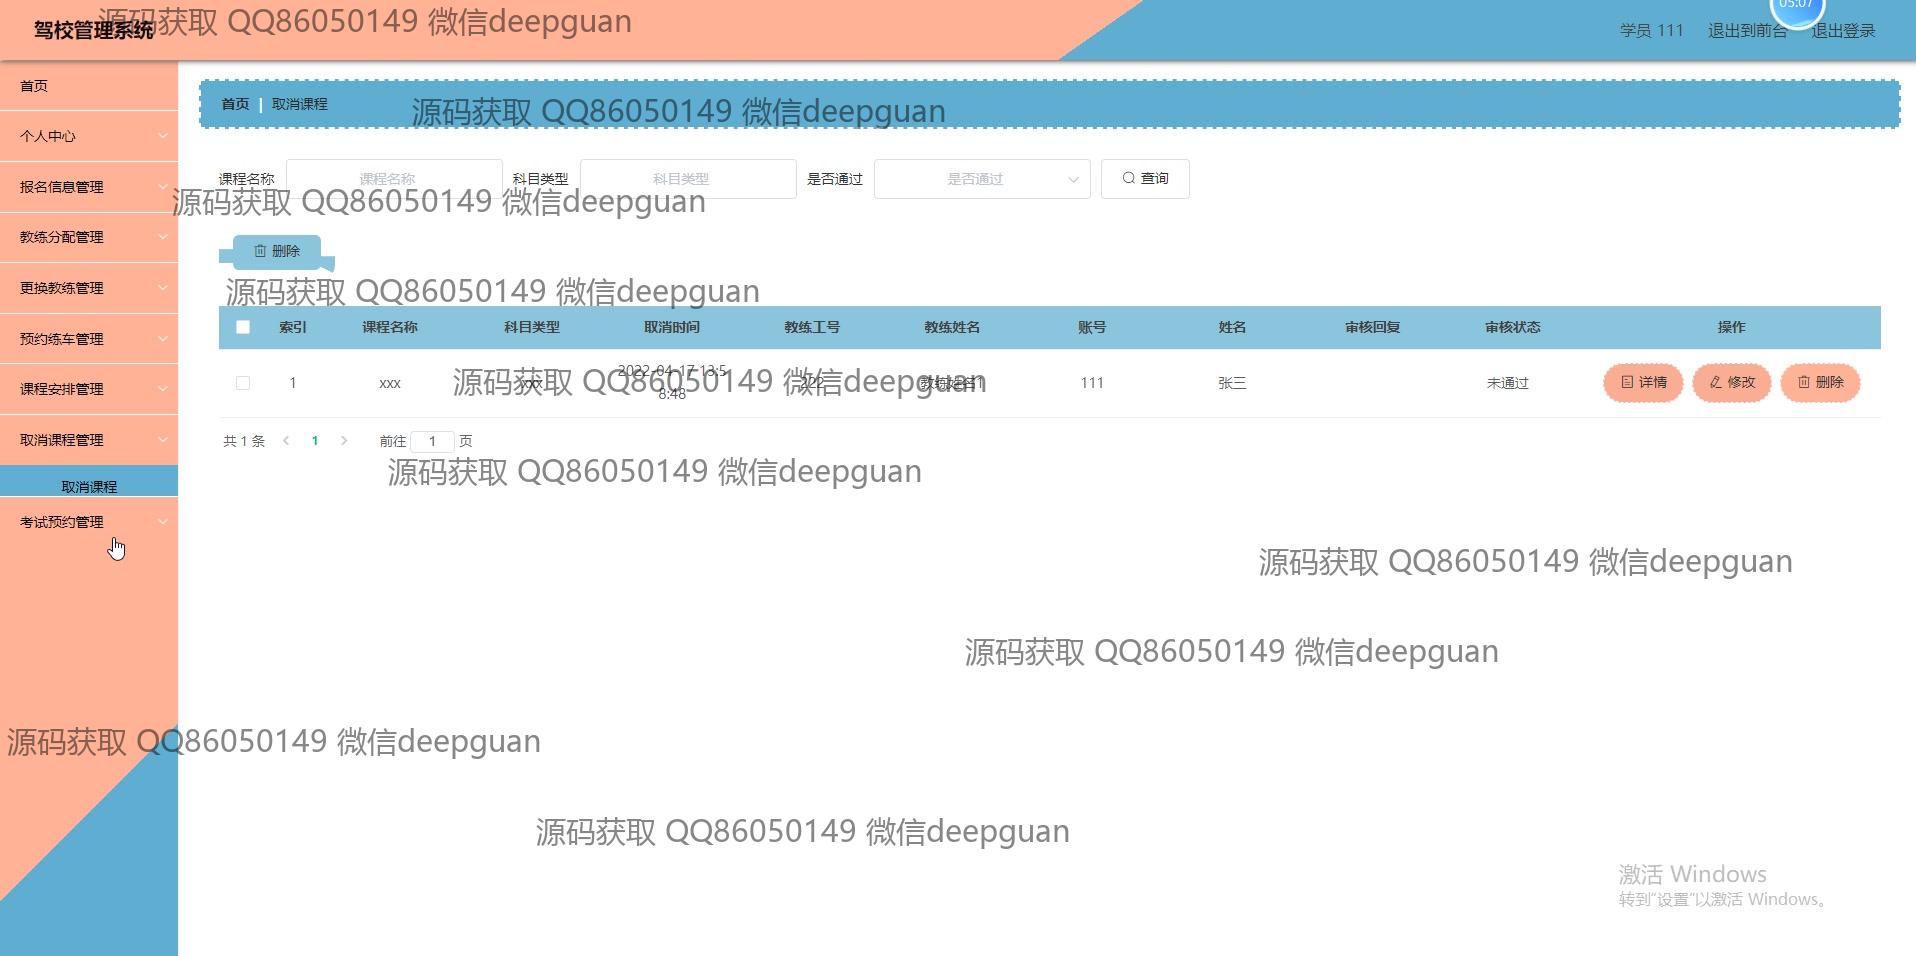 驾校管理系统
源码获取 QQ86050149 微信deepguan
学员 111
退出到前台
退出登录
05:07
首页
个人中心
报名信息管理
教练分配管理
更换教练管理
预约练车管理
课程安排管理
取消课程管理
取消课程
考试预约管理
首页 | 取消课程
源码获取 QQ86050149 微信deepguan
课程名称 课程名称 科目类型 科目类型 是否通过 是否通过 查询
源码获取 QQ86050149 微信deepguan
删除
源码获取 QQ86050149 微信deepguan
索引 课程名称 科目类型 取消时间 教练工号 教练姓名 账号 姓名 审核回复 审核状态 操作
1 xxx xxx 2022-04-17 13:58:48 222 教练姓名1 111 张三 未通过 详情 修改 删除
源码获取 QQ86050149 微信deepguan
共 1 条 1 前往 1 页
源码获取 QQ86050149 微信deepguan
源码获取 QQ86050149 微信deepguan
源码获取 QQ86050149 微信deepguan
源码获取 QQ86050149 微信deepguan
源码获取 QQ86050149 微信deepguan
激活 Windows
转到"设置"以激活 Windows。